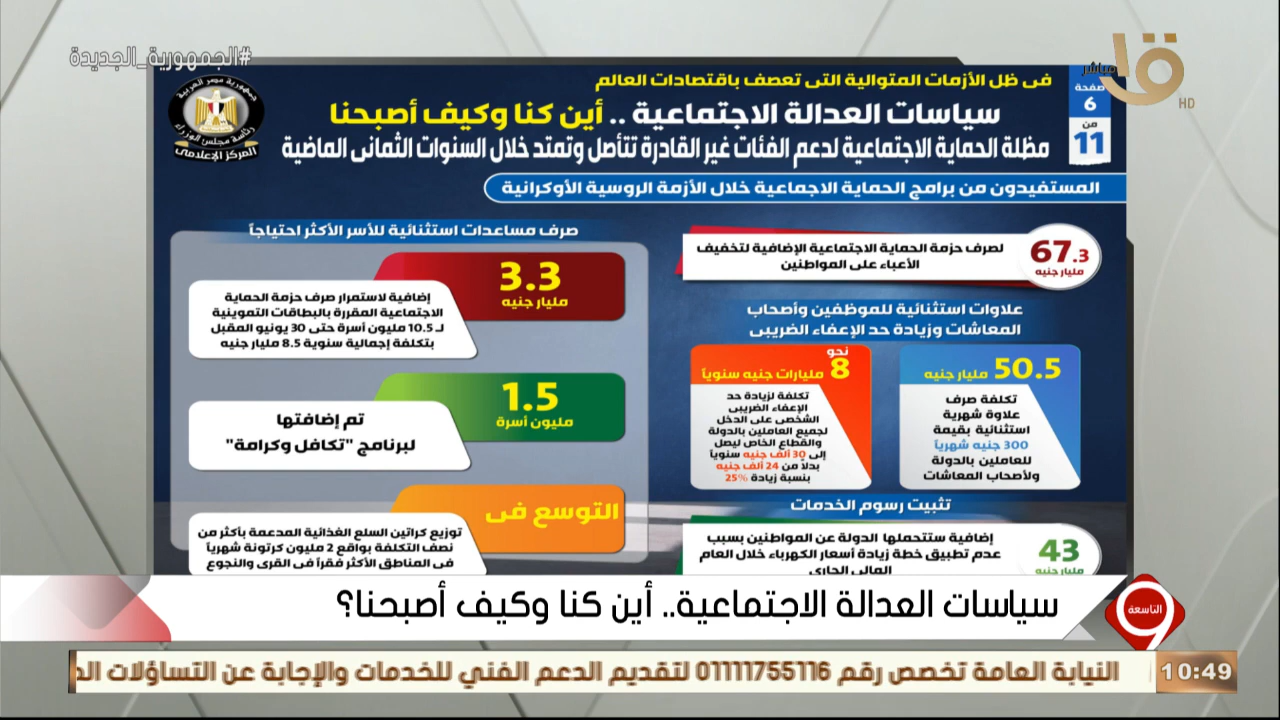 #الجمهورية_الجديدة
مباشر
HD
صفحة
6
من
11
في ظل الأزمات المتوالية التى تعصف باقتصادات العالم
سياسات العدالة الاجتماعية .. أين كنا وكيف أصبحنا
مظلة الحماية الاجتماعية لدعم الفئات غير القادرة تتأصل وتمتد خلال السنوات الثمانى الماضية
جمهورية مصر العربية
رئاسة مجلس الوزراء
المركز الإعلامى
المستفيدون من برامج الحماية الاجماعية خلال الأزمة الروسية الأوكرانية
67.3
مليار جنيه
لصرف حزمة الحماية الاجتماعية الإضافية لتخفيف
الأعباء على المواطنين
علاوات استثنائية للموظفين وأصحاب
المعاشات وزيادة حد الإعفاء الضريبى
50.5 مليار جنيه
تكلفة صرف
علاوة شهرية
استثنائية بقيمة
300 جنيه شهرياً
للعاملين بالدولة
ولأصحاب المعاشات
نحو
8 مليارات جنيه سنوياً
تكلفة لزيادة حد
الإعفاء الضريبى
الشخصى على الدخل
لجميع العاملين بالدولة
والقطاع الخاص ليصل
إلى 30 ألف جنيه سنوياً
بدلاً من 24 ألف جنيه
بنسبة زيادة 25%
تثبيت رسوم الخدمات
43
مليار جنيه
إضافية ستتحملها الدولة عن المواطنين بسبب
عدم تطبيق خطة زيادة أسعار الكهرباء خلال العام
المالى الجارى
صرف مساعدات استثنائية للأسر الأكثر احتياجاً
3.3
مليار جنيه
إضافية لاستمرار صرف حزمة الحماية
الاجتماعية المقررة بالبطاقات التموينية
لـ 10.5 مليون أسرة حتى 30 يونيو المقبل
بتكلفة إجمالية سنوية 8.5 مليار جنيه
1.5
مليون أسرة
تم إضافتها
لبرنامج "تكافل وكرامة"
التوسع فى
توزيع كراتين السلع الغذائية المدعمة بأكثر من
نصف التكلفة بواقع 2 مليون كرتونة شهرياً
فى المناطق الأكثر فقراً فى القرى والنجوع
سياسات العدالة الاجتماعية.. أين كنا وكيف أصبحنا؟
التاسعة
9
10:49
النيابة العامة تخصص رقم 01111755116 لتقديم الدعم الفني للخدمات والإجابة عن التساؤلات